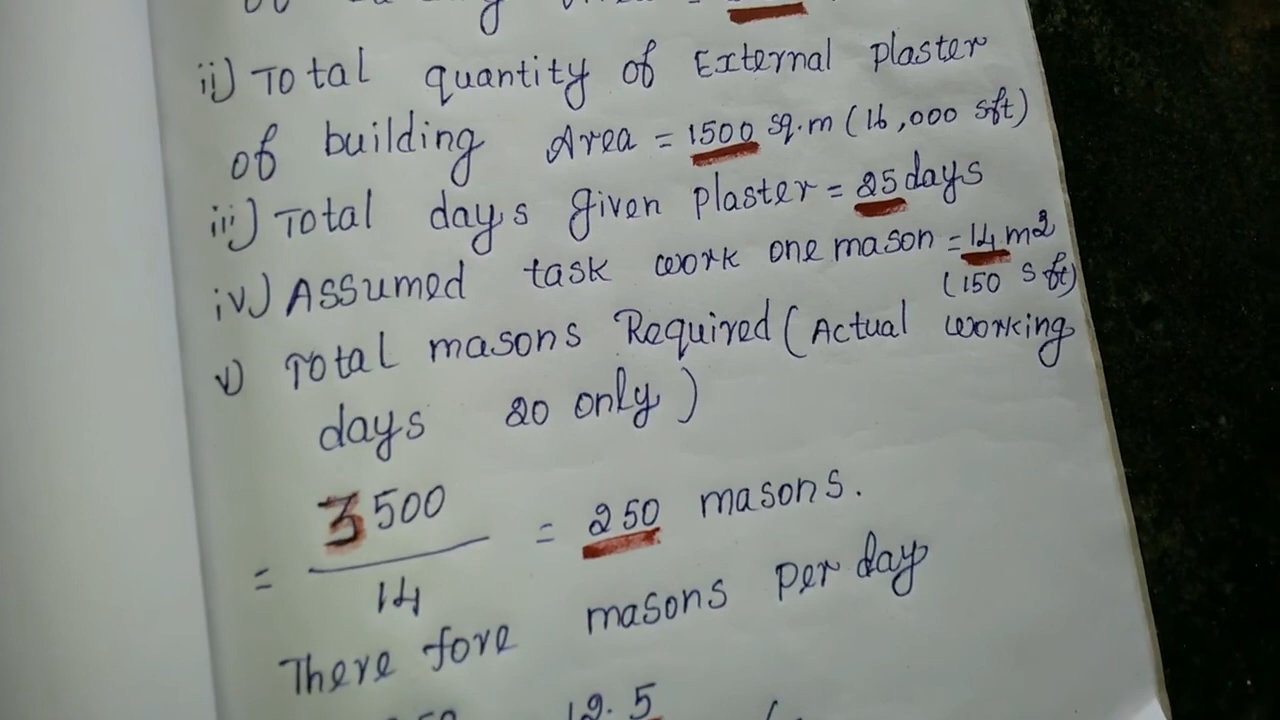 ii) Total quantity of External plaster
of building Area = 1500 sq.m (16,000 sft)
iii) Total days given plaster = 25 days
iv) Assumed task work one mason = 14 m2
(150 sft)
v) Total masons Required (Actual working
days 20 only)
3500
= ―― = 250 masons.
14
There fore masons per day
12.5